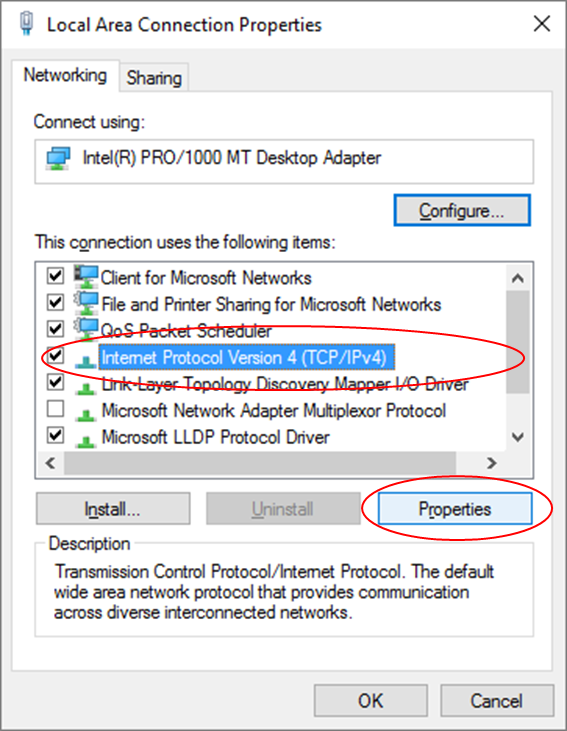 Local Area Connection Properties
Networking
Sharing
Connect using:
Intel(R) PRO/1000 MT Desktop Adapter
Configure...
This connection uses the following items:
Client for Microsoft Networks
File and Printer Sharing for Microsoft Networks
QoS Packet Scheduler
Internet Protocol Version 4 (TCP/IPv4)
Link-Layer Topology Discovery Mapper I/O Driver
Microsoft Network Adapter Multiplexor Protocol
Microsoft LLDP Protocol Driver
Install...
Uninstall
Properties
Description
Transmission Control Protocol/Internet Protocol. The default
wide area network protocol that provides communication
across diverse interconnected networks.
OK
Cancel